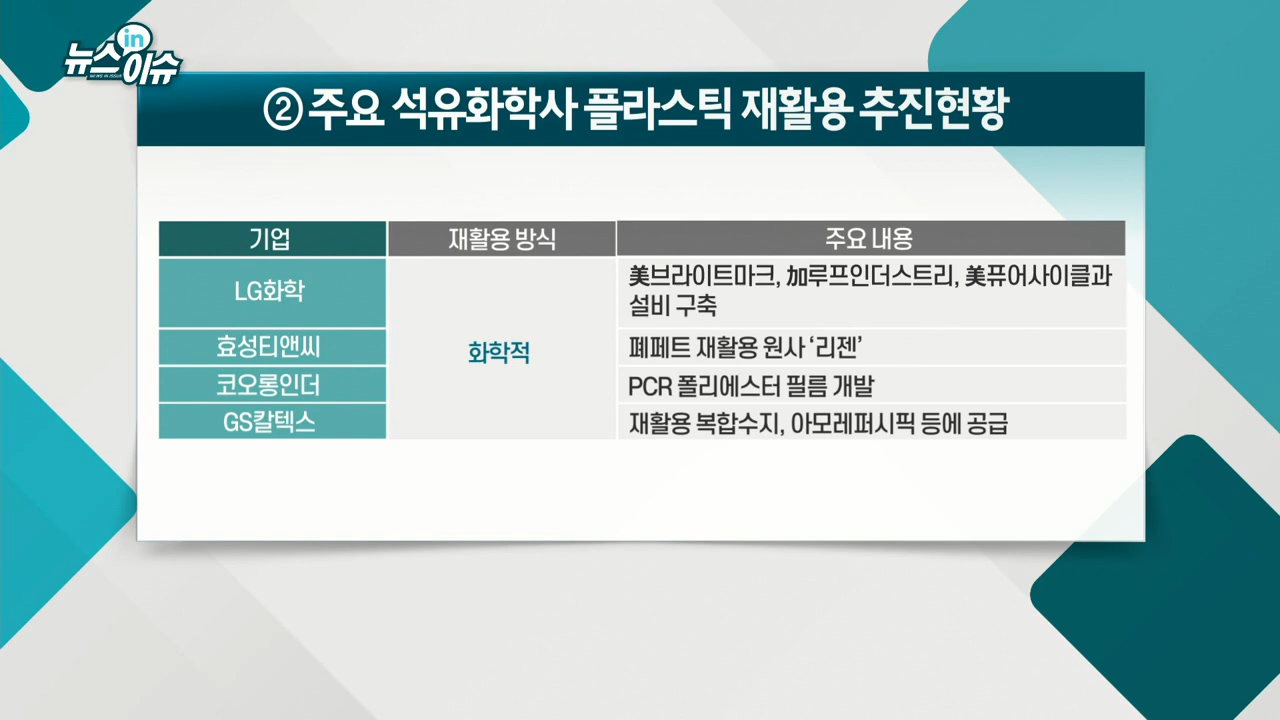 뉴스in이슈
NEWS IN ISSUE
② 주요 석유화학사 플라스틱 재활용 추진현황
기업 재활용 방식 주요 내용
LG화학 美브라이트마크, 加루프인더스트리, 美퓨어사이클과
설비 구축
화학적
효성티앤씨 폐페트 재활용 원사 ‘리젠’
코오롱인더 PCR 폴리에스터 필름 개발
GS칼텍스 재활용 복합수지, 아모레퍼시픽 등에 공급